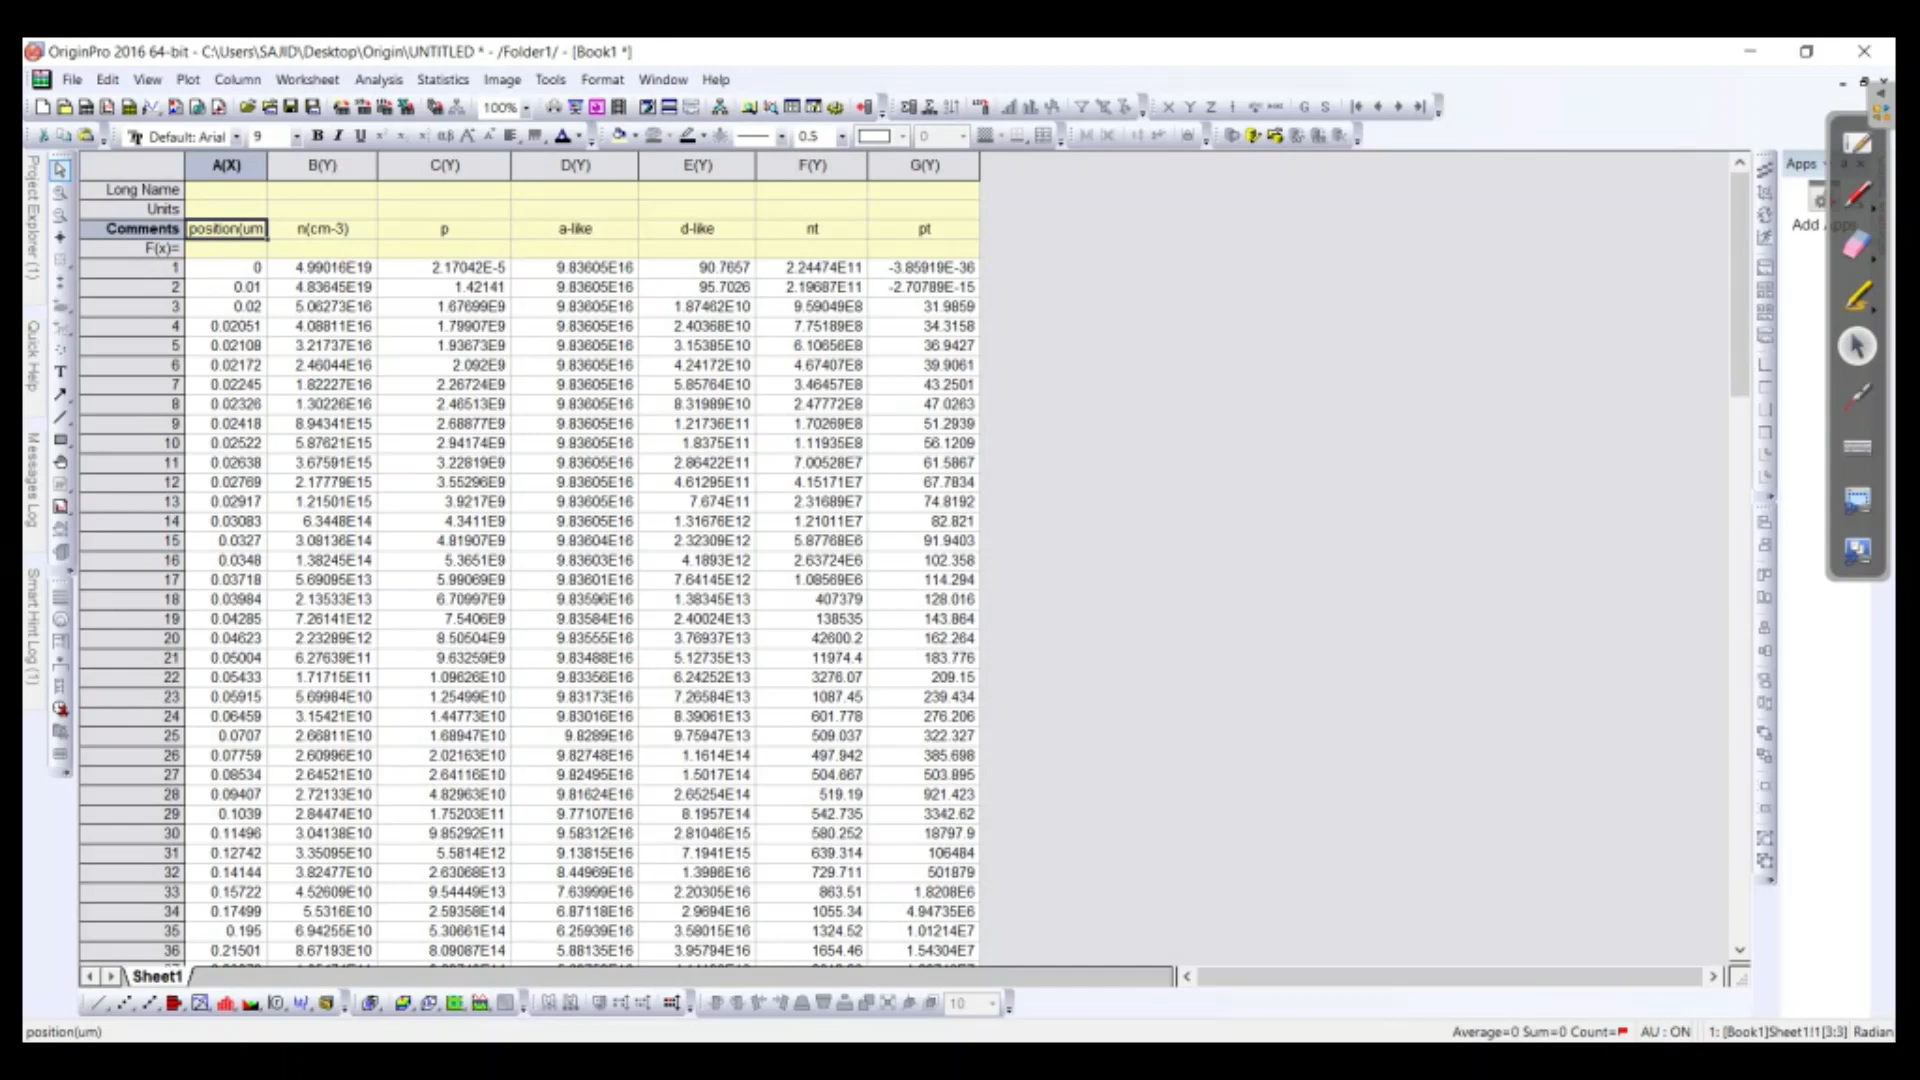 OriginPro 2016 64-bit - C:\Users\SAJID\Desktop\Origin\UNTITLED * - /Folder1/ - [Book1 *]
File Edit View Plot Column Worksheet Analysis Statistics Image Tools Format Window Help
100%
Default: Arial 9 B I U αβ A A A 0.5 0
X Y Z G S
Project Explorer (1)
Quick Help
Messages Log
Smart Hint Log (1)
Apps
Add Apps
A(X) B(Y) C(Y) D(Y) E(Y) F(Y) G(Y)
Long Name
Units
Comments position(um n(cm-3) p a-like d-like nt pt
F(x)=
1 0 4.99016E19 2.17042E-5 9.83605E16 90.7657 2.24474E11 -3.85919E-36
2 0.01 4.83645E19 1.42141 9.83605E16 95.7026 2.19687E11 -2.70789E-15
3 0.02 5.06273E16 1.67699E9 9.83605E16 1.87462E10 9.59049E8 31.9859
4 0.02051 4.08811E16 1.79907E9 9.83605E16 2.40368E10 7.75189E8 34.3158
5 0.02108 3.21737E16 1.93673E9 9.83605E16 3.15385E10 6.10656E8 36.9427
6 0.02172 2.46044E16 2.092E9 9.83605E16 4.24172E10 4.67407E8 39.9061
7 0.02245 1.82227E16 2.26724E9 9.83605E16 5.85764E10 3.46457E8 43.2501
8 0.02326 1.30226E16 2.46513E9 9.83605E16 8.31989E10 2.47772E8 47.0263
9 0.02418 8.94341E15 2.68877E9 9.83605E16 1.21736E11 1.70269E8 51.2939
10 0.02522 5.87621E15 2.94174E9 9.83605E16 1.8375E11 1.11935E8 56.1209
11 0.02638 3.67591E15 3.22819E9 9.83605E16 2.86422E11 7.00528E7 61.5867
12 0.02769 2.17779E15 3.55296E9 9.83605E16 4.61295E11 4.15171E7 67.7834
13 0.02917 1.21501E15 3.9217E9 9.83605E16 7.674E11 2.31689E7 74.8192
14 0.03083 6.3448E14 4.3411E9 9.83605E16 1.31676E12 1.21011E7 82.821
15 0.0327 3.08136E14 4.81907E9 9.83604E16 2.32309E12 5.87768E6 91.9403
16 0.0348 1.38245E14 5.3651E9 9.83603E16 4.1893E12 2.63724E6 102.358
17 0.03718 5.69095E13 5.99069E9 9.83601E16 7.64145E12 1.08569E6 114.294
18 0.03984 2.13533E13 6.70997E9 9.83596E16 1.38345E13 407379 128.016
19 0.04285 7.26141E12 7.5406E9 9.83584E16 2.40024E13 138535 143.864
20 0.04623 2.23289E12 8.50504E9 9.83555E16 3.76937E13 42600.2 162.264
21 0.05004 6.27639E11 9.63259E9 9.83488E16 5.12735E13 11974.4 183.776
22 0.05433 1.71715E11 1.09626E10 9.83356E16 6.24252E13 3276.07 209.15
23 0.05915 5.69984E10 1.25499E10 9.83173E16 7.26584E13 1087.45 239.434
24 0.06459 3.15421E10 1.44773E10 9.83016E16 8.39061E13 601.778 276.206
25 0.0707 2.66811E10 1.68947E10 9.8289E16 9.75947E13 509.037 322.327
26 0.07759 2.60996E10 2.02163E10 9.82748E16 1.1614E14 497.942 385.698
27 0.08534 2.64521E10 2.64116E10 9.82495E16 1.5017E14 504.667 503.895
28 0.09407 2.72133E10 4.82963E10 9.81624E16 2.65254E14 519.19 921.423
29 0.1039 2.84474E10 1.75203E11 9.77107E16 8.1957E14 542.735 3342.62
30 0.11496 3.04138E10 9.85292E11 9.58312E16 2.81046E15 580.252 18797.9
31 0.12742 3.35095E10 5.5814E12 9.13815E16 7.1941E15 639.314 106484
32 0.14144 3.82477E10 2.63068E13 8.44969E16 1.3986E16 729.711 501879
33 0.15722 4.52609E10 9.54449E13 7.63999E16 2.20305E16 863.51 1.8208E6
34 0.17499 5.5316E10 2.59358E14 6.87118E16 2.9694E16 1055.34 4.94735E6
35 0.195 6.94255E10 5.30661E14 6.25939E16 3.58015E16 1324.52 1.01214E7
36 0.21501 8.67193E10 8.09087E14 5.88135E16 3.95794E16 1654.46 1.54304E7
Sheet1
10
position(um)
Average=0 Sum=0 Count= AU : ON 1: [Book1]Sheet1!1[3:3] Radian